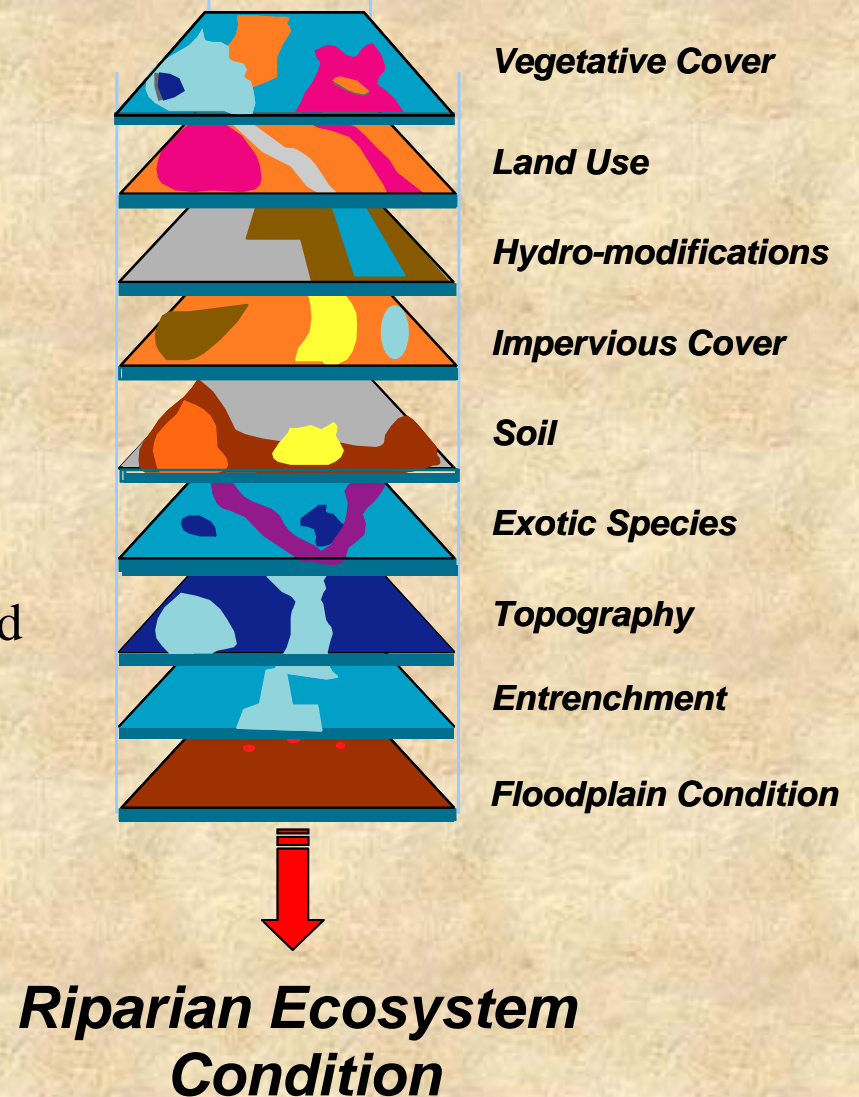 Vegetative Cover
Land Use
Hydro-modifications
Impervious Cover
Soil
Exotic Species
d
Topography
Entrenchment
Floodplain Condition
Riparian Ecosystem
Condition